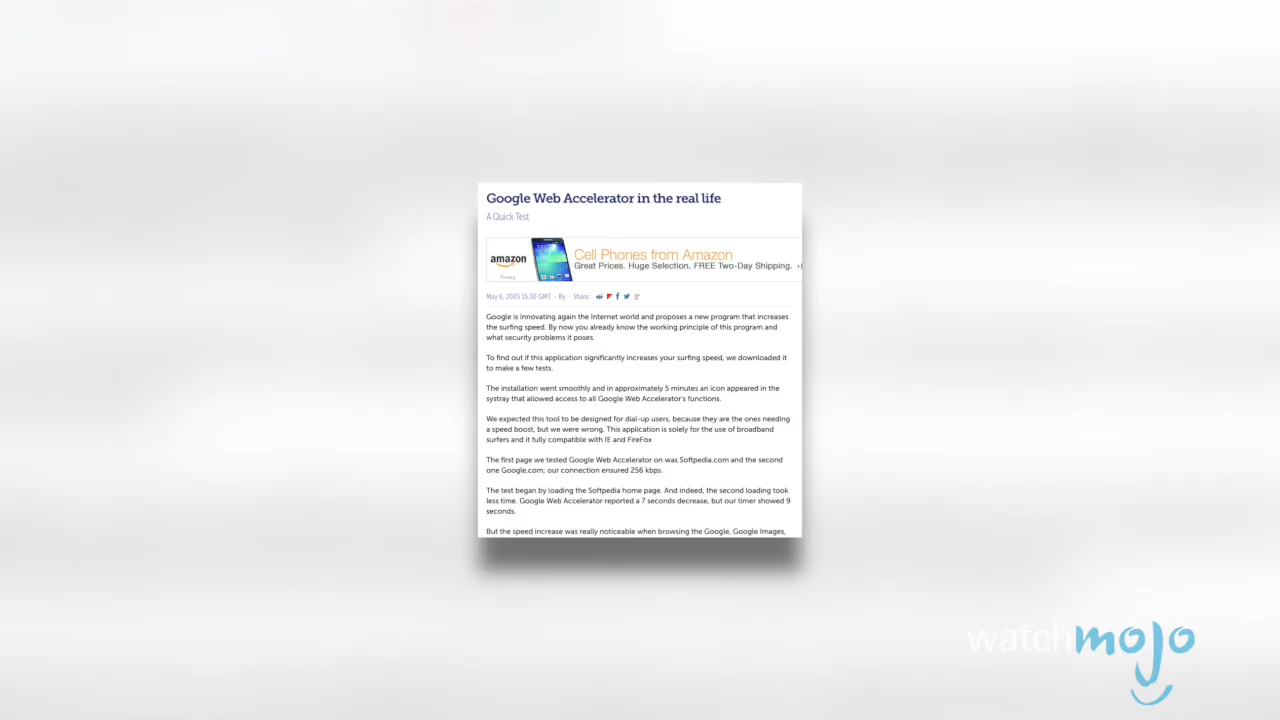 Google Web Accelerator in the real life
A Quick Test
amazon
Privacy
Cell Phones from Amazon
Great Prices. Huge Selection. FREE Two-Day Shipping.
May 6, 2005 15:30 GMT · By · Share:
Google is innovating again the Internet world and proposes a new program that increases
the surfing speed. By now you already know the working principle of this program and
what security problems it poses.
To find out if this application significantly increases your surfing speed, we downloaded it
to make a few tests.
The installation went smoothly and in approximately 5 minutes an icon appeared in the
systray that allowed access to all Google Web Accelerator's functions.
We expected this tool to be designed for dial-up users, because they are the ones needing
a speed boost, but we were wrong. This application is solely for the use of broadband
surfers and it fully compatible with IE and FireFox
The first page we tested Google Web Accelerator on was Softpedia.com and the second
one Google.com; our connection ensured 256 kbps.
The test began by loading the Softpedia home page. And indeed, the second loading took
less time. Google Web Accelerator reported a 7 seconds decrease, but our timer showed 9
seconds.
But the speed increase was really noticeable when browsing the Google, Google Images,
watchmojo